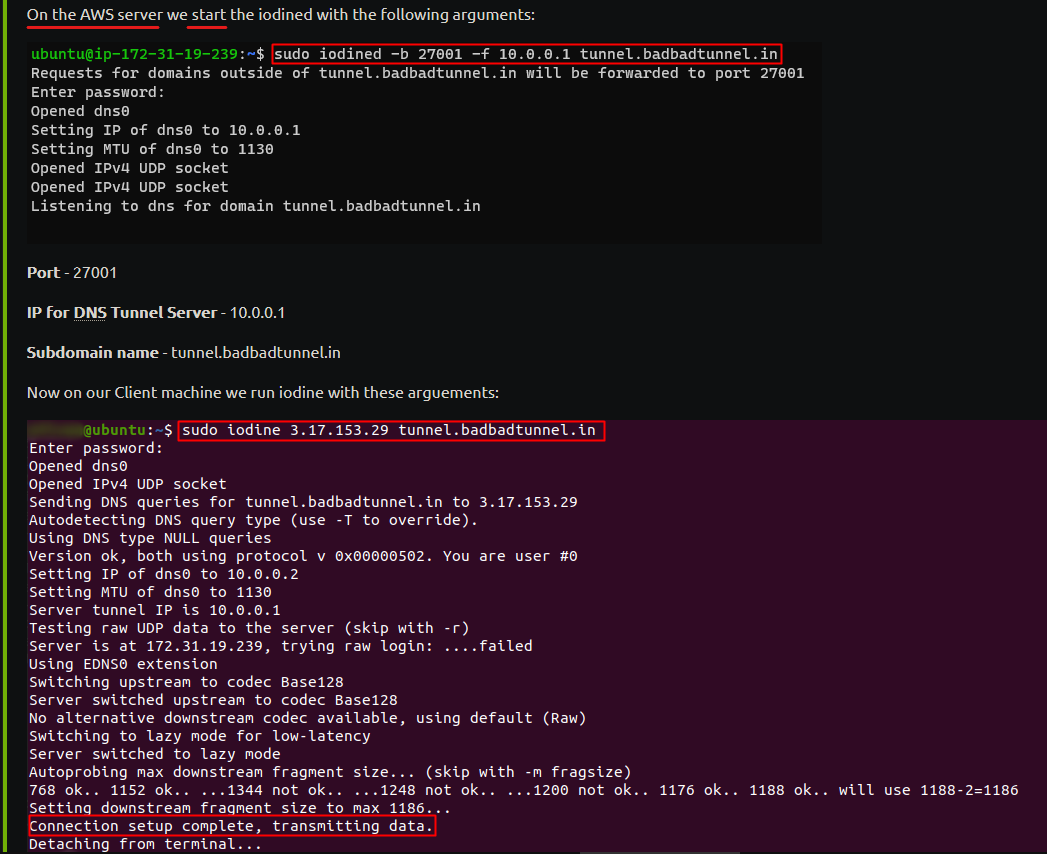 On the AWS server we start the iodined with the following arguments:
ubuntu@ip-172-31-19-239:~$ sudo iodined -b 27001 -f 10.0.0.1 tunnel.badbadtunnel.in
Requests for domains outside of tunnel.badbadtunnel.in will be forwarded to port 27001
Enter password:
Opened dns0
Setting IP of dns0 to 10.0.0.1
Setting MTU of dns0 to 1130
Opened IPv4 UDP socket
Opened IPv4 UDP socket
Listening to dns for domain tunnel.badbadtunnel.in
Port - 27001
IP for DNS Tunnel Server - 10.0.0.1
Subdomain name - tunnel.badbadtunnel.in
Now on our Client machine we run iodine with these arguements:
@ubuntu:~$ sudo iodine 3.17.153.29 tunnel.badbadtunnel.in
Enter password:
Opened dns0
Opened IPv4 UDP socket
Sending DNS queries for tunnel.badbadtunnel.in to 3.17.153.29
Autodetecting DNS query type (use -T to override).
Using DNS type NULL queries
Version ok, both using protocol v 0x00000502. You are user #0
Setting IP of dns0 to 10.0.0.2
Setting MTU of dns0 to 1130
Server tunnel IP is 10.0.0.1
Testing raw UDP data to the server (skip with -r)
Server is at 172.31.19.239, trying raw login: ....failed
Using EDNS0 extension
Switching upstream to codec Base128
Server switched upstream to codec Base128
No alternative downstream codec available, using default (Raw)
Switching to lazy mode for low-latency
Server switched to lazy mode
Autoprobing max downstream fragment size... (skip with -m fragsize)
768 ok.. 1152 ok.. ...1344 not ok.. ...1248 not ok.. ...1200 not ok.. 1176 ok.. 1188 ok.. will use 1188-2=1186
Setting downstream fragment size to max 1186...
Connection setup complete, transmitting data.
Detaching from terminal...